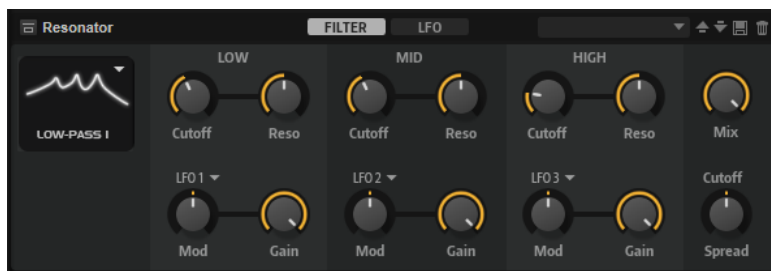 Resonator FILTER LFO
LOW MID HIGH
Cutoff Reso Cutoff Reso Cutoff Reso Mix
LOW-PASS I
LFO 1 LFO 2 LFO 3 Cutoff
Mod Gain Mod Gain Mod Gain Spread